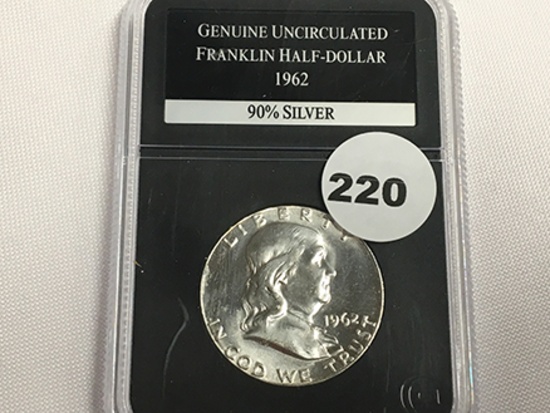 GENUINE UNCIRCULATED
FRANKLIN HALF-DOLLAR
1962
90% SILVER
220
LIBERTY
1962
IN GOD WE TRUST